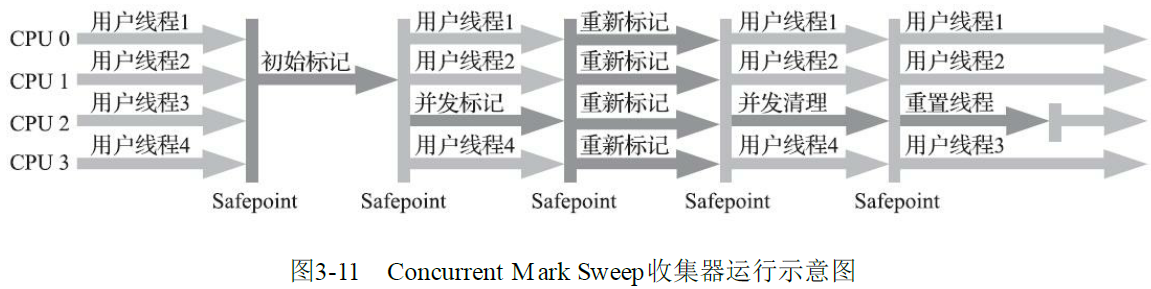 用户线程1 用户线程1 重新标记 用户线程1 用户线程1
CPU 0
用户线程2 初始标记 用户线程2 重新标记 用户线程2 用户线程2
CPU 1
用户线程3 并发标记 重新标记 并发清理 重置线程
CPU 2
用户线程4 用户线程4 重新标记 用户线程4 用户线程3
CPU 3
Safepoint Safepoint Safepoint Safepoint Safepoint
图3-11 Concurrent Mark Sweep收集器运行示意图